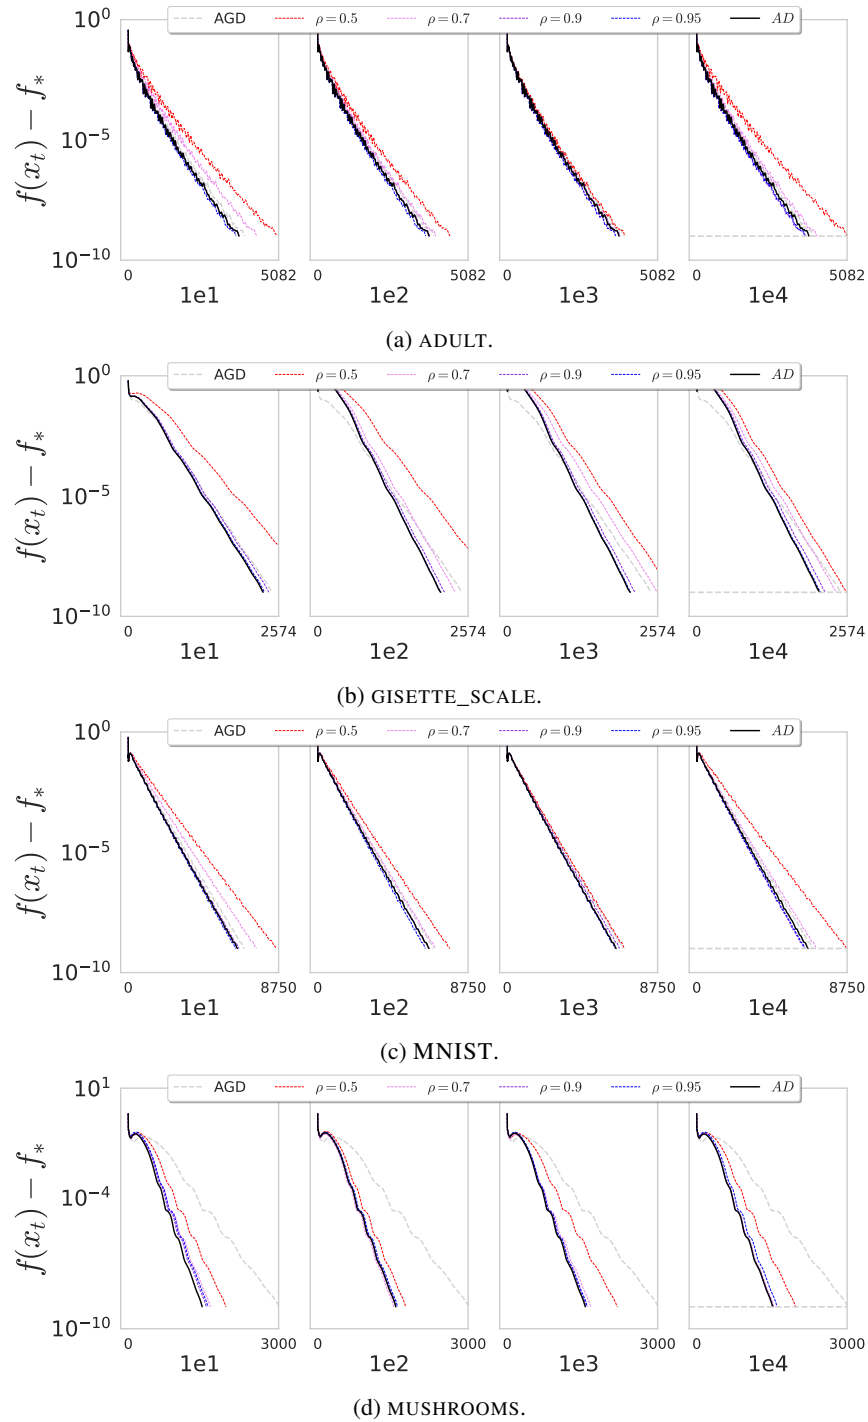 AGD ρ = 0.5 ρ = 0.7 ρ = 0.9 ρ = 0.95 AD
f(x_t) − f_*
10^0
10^−5
10^−10
0 5082 0 5082 0 5082 0 5082
1e1 1e2 1e3 1e4
(a) ADULT.
AGD ρ = 0.5 ρ = 0.7 ρ = 0.9 ρ = 0.95 AD
f(x_t) − f_*
10^0
10^−5
10^−10
0 2574 0 2574 0 2574 0 2574
1e1 1e2 1e3 1e4
(b) GISETTE_SCALE.
AGD ρ = 0.5 ρ = 0.7 ρ = 0.9 ρ = 0.95 AD
f(x_t) − f_*
10^0
10^−5
10^−10
0 8750 0 8750 0 8750 0 8750
1e1 1e2 1e3 1e4
(c) MNIST.
AGD ρ = 0.5 ρ = 0.7 ρ = 0.9 ρ = 0.95 AD
f(x_t) − f_*
10^1
10^−4
10^−10
0 3000 0 3000 0 3000 0 3000
1e1 1e2 1e3 1e4
(d) MUSHROOMS.